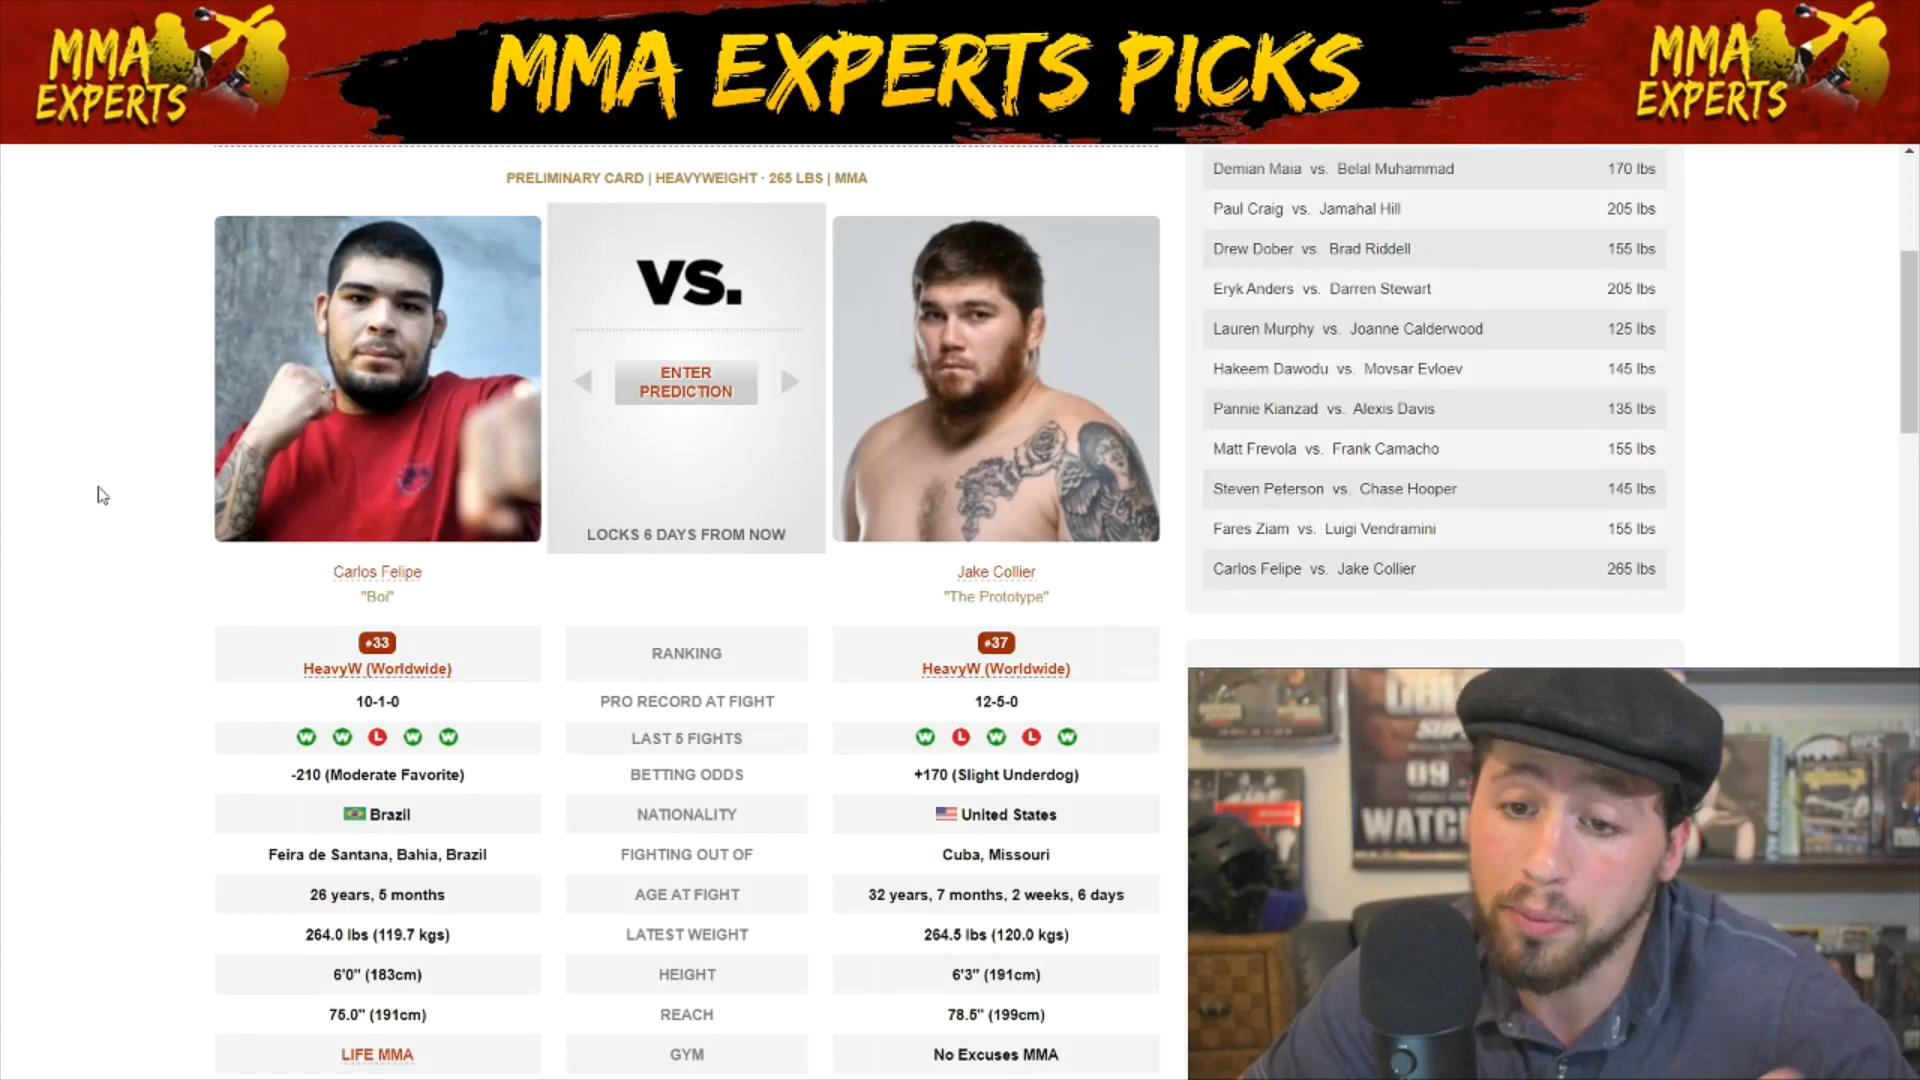 MMA
EXPERTS
MMA EXPERTS PICKS
MMA
EXPERTS
PRELIMINARY CARD | HEAVYWEIGHT · 265 LBS | MMA
VS.
ENTER
PREDICTION
LOCKS 6 DAYS FROM NOW
Carlos Felipe
"Boi"
Jake Collier
"The Prototype"
#33
HeavyW (Worldwide)
RANKING
#37
HeavyW (Worldwide)
10-1-0
PRO RECORD AT FIGHT
12-5-0
W W L W W
LAST 5 FIGHTS
W L W L W
-210 (Moderate Favorite)
BETTING ODDS
+170 (Slight Underdog)
Brazil
NATIONALITY
United States
Feira de Santana, Bahia, Brazil
FIGHTING OUT OF
Cuba, Missouri
26 years, 5 months
AGE AT FIGHT
32 years, 7 months, 2 weeks, 6 days
264.0 lbs (119.7 kgs)
LATEST WEIGHT
264.5 lbs (120.0 kgs)
6'0" (183cm)
HEIGHT
6'3" (191cm)
75.0" (191cm)
REACH
78.5" (199cm)
LIFE MMA
GYM
No Excuses MMA
Demian Maia vs. Belal Muhammad 170 lbs
Paul Craig vs. Jamahal Hill 205 lbs
Drew Dober vs. Brad Riddell 155 lbs
Eryk Anders vs. Darren Stewart 205 lbs
Lauren Murphy vs. Joanne Calderwood 125 lbs
Hakeem Dawodu vs. Movsar Evloev 145 lbs
Pannie Kianzad vs. Alexis Davis 135 lbs
Matt Frevola vs. Frank Camacho 155 lbs
Steven Peterson vs. Chase Hooper 145 lbs
Fares Ziam vs. Luigi Vendramini 155 lbs
Carlos Felipe vs. Jake Collier 265 lbs
09